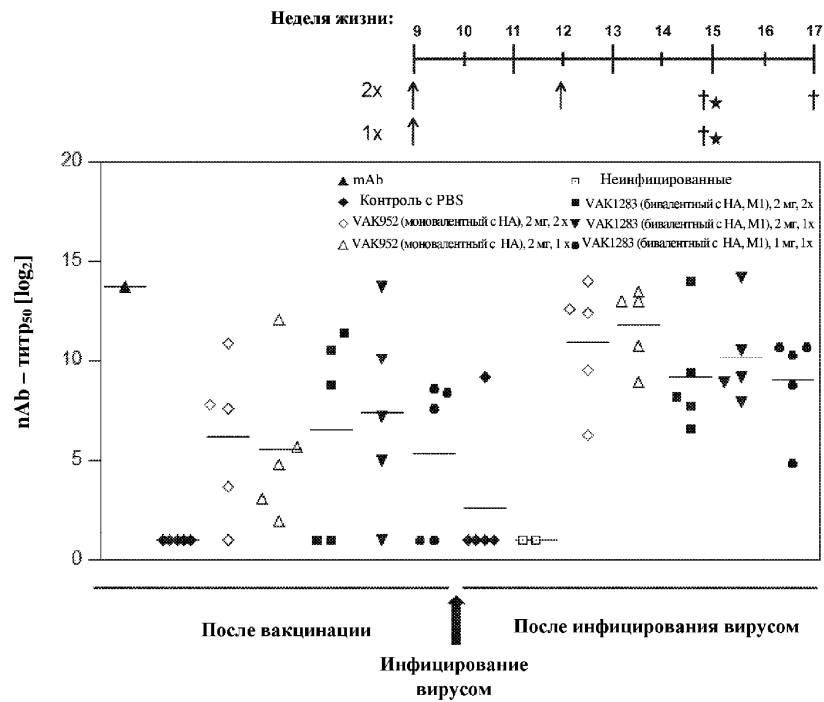 Неделя жизни:
9 10 11 12 13 14 15 16 17
2x
1x
20
15
10
5
0
nAb – титр50 [log2]
mAb
Контроль с PBS
VAK952 (моновалентный с HA), 2 мг, 2 x
VAK952 (моновалентный с HA), 2 мг, 1 x
Неинфицированные
VAK1283 (бивалентный с HA, M1), 2 мг, 2x
VAK1283 (бивалентный с HA, M1), 2 мг, 1x
VAK1283 (бивалентный с HA, M1), 1 мг, 1x
После вакцинации
После инфицирования вирусом
Инфицирование
вирусом